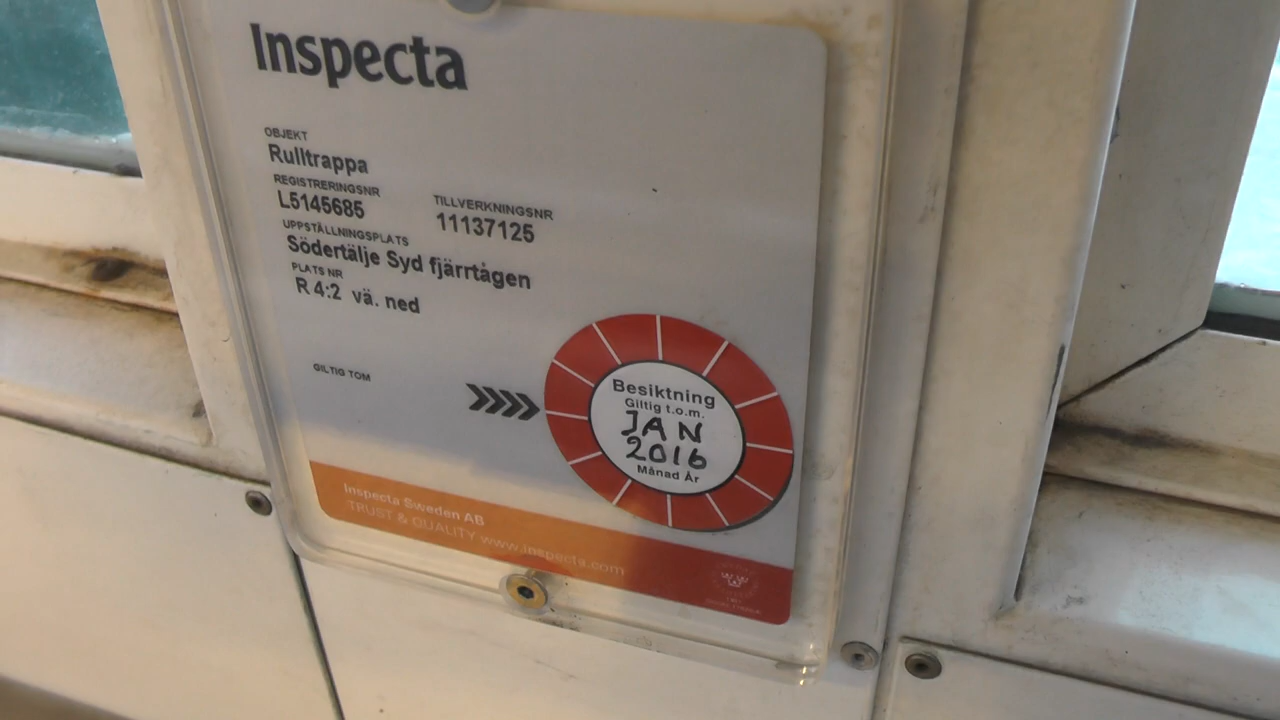 Inspecta
OBJEKT
Rulltrappa
REGISTRERINGSNR
L5145685
TILLVERKNINGSNR
11137125
UPPSTÄLLNINGSPLATS
Södertälje Syd fjärrtågen
PLATS NR
R 4:2 vä. ned
GILTIG TOM
Besiktning
Giltig t.o.m.
JAN
2016
Månad År
Inspecta Sweden AB
TRUST & QUALITY www.inspecta.com